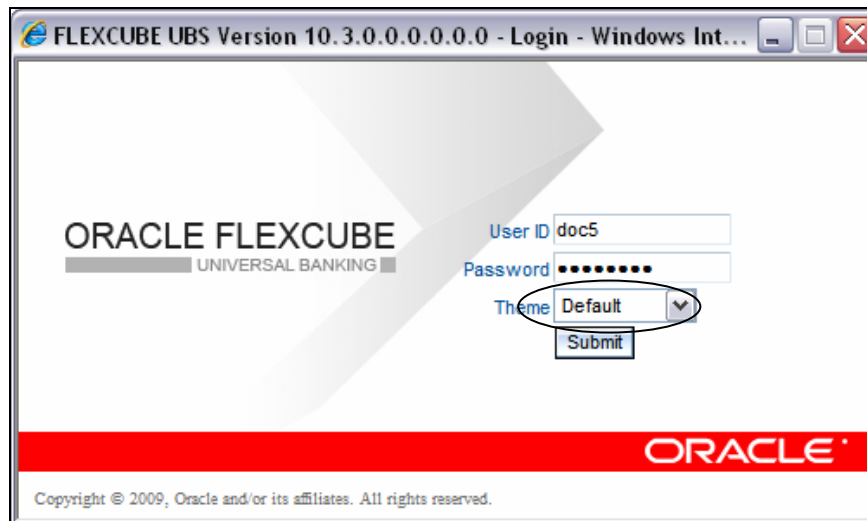 FLEXCUBE UBS Version 10.3.0.0.0.0.0.0 - Login - Windows Int...
ORACLE FLEXCUBE
UNIVERSAL BANKING
User ID doc5
Password ••••••••
Theme Default
Submit
ORACLE
Copyright © 2009, Oracle and/or its affiliates. All rights reserved.